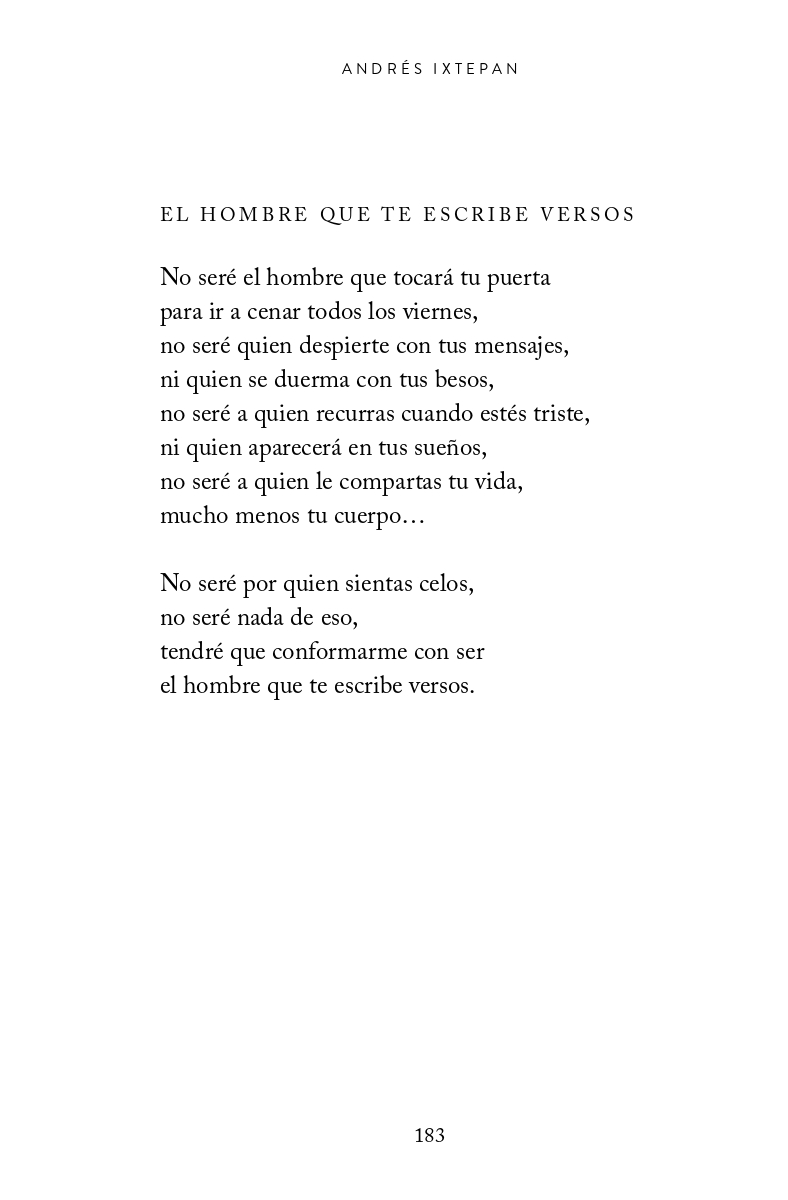 ANDRÉS IXTEPAN
EL HOMBRE QUE TE ESCRIBE VERSOS
No seré el hombre que tocará tu puerta
para ir a cenar todos los viernes,
no seré quien despierte con tus mensajes,
ni quien se duerma con tus besos,
no seré a quien recurras cuando estés triste,
ni quien aparecerá en tus sueños,
no seré a quien le compartas tu vida,
mucho menos tu cuerpo…
No seré por quien sientas celos,
no seré nada de eso,
tendré que conformarme con ser
el hombre que te escribe versos.
183